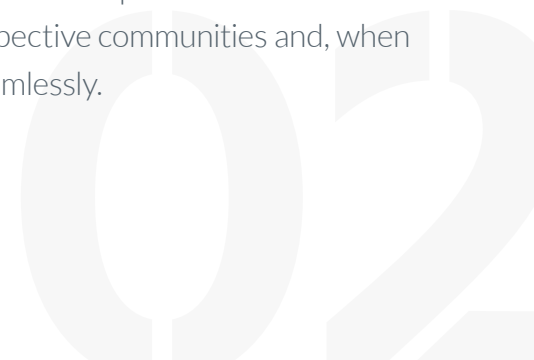 pective communities and, when
mlessly.
02